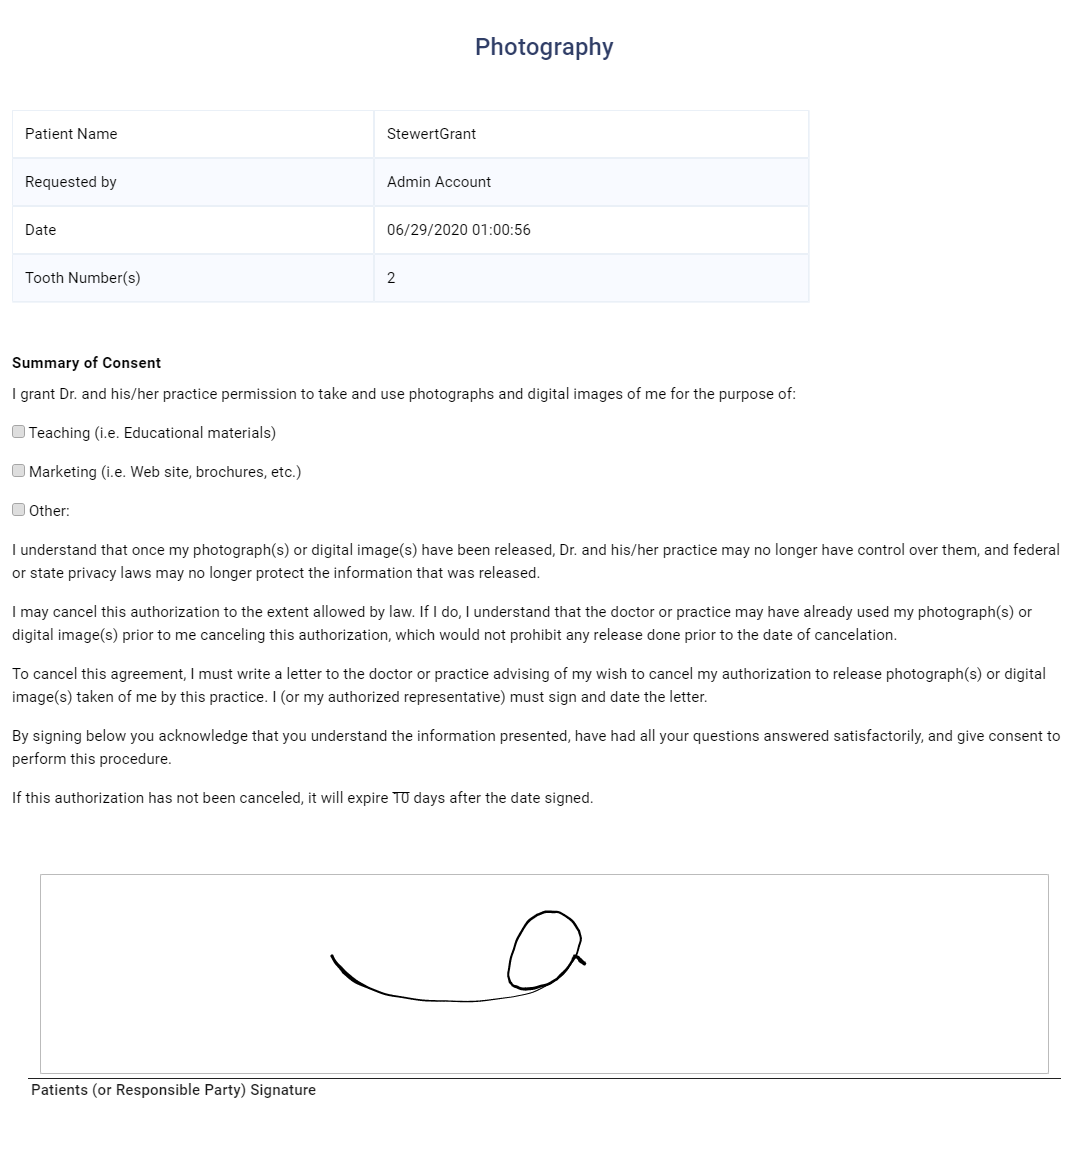 Photography
Patient Name StewertGrant
Requested by Admin Account
Date 06/29/2020 01:00:56
Tooth Number(s) 2
Summary of Consent
I grant Dr. and his/her practice permission to take and use photographs and digital images of me for the purpose of:
Teaching (i.e. Educational materials)
Marketing (i.e. Web site, brochures, etc.)
Other:
I understand that once my photograph(s) or digital image(s) have been released, Dr. and his/her practice may no longer have control over them, and federal
or state privacy laws may no longer protect the information that was released.
I may cancel this authorization to the extent allowed by law. If I do, I understand that the doctor or practice may have already used my photograph(s) or
digital image(s) prior to me canceling this authorization, which would not prohibit any release done prior to the date of cancelation.
To cancel this agreement, I must write a letter to the doctor or practice advising of my wish to cancel my authorization to release photograph(s) or digital
image(s) taken of me by this practice. I (or my authorized representative) must sign and date the letter.
By signing below you acknowledge that you understand the information presented, have had all your questions answered satisfactorily, and give consent to
perform this procedure.
If this authorization has not been canceled, it will expire 10 days after the date signed.
Patients (or Responsible Party) Signature